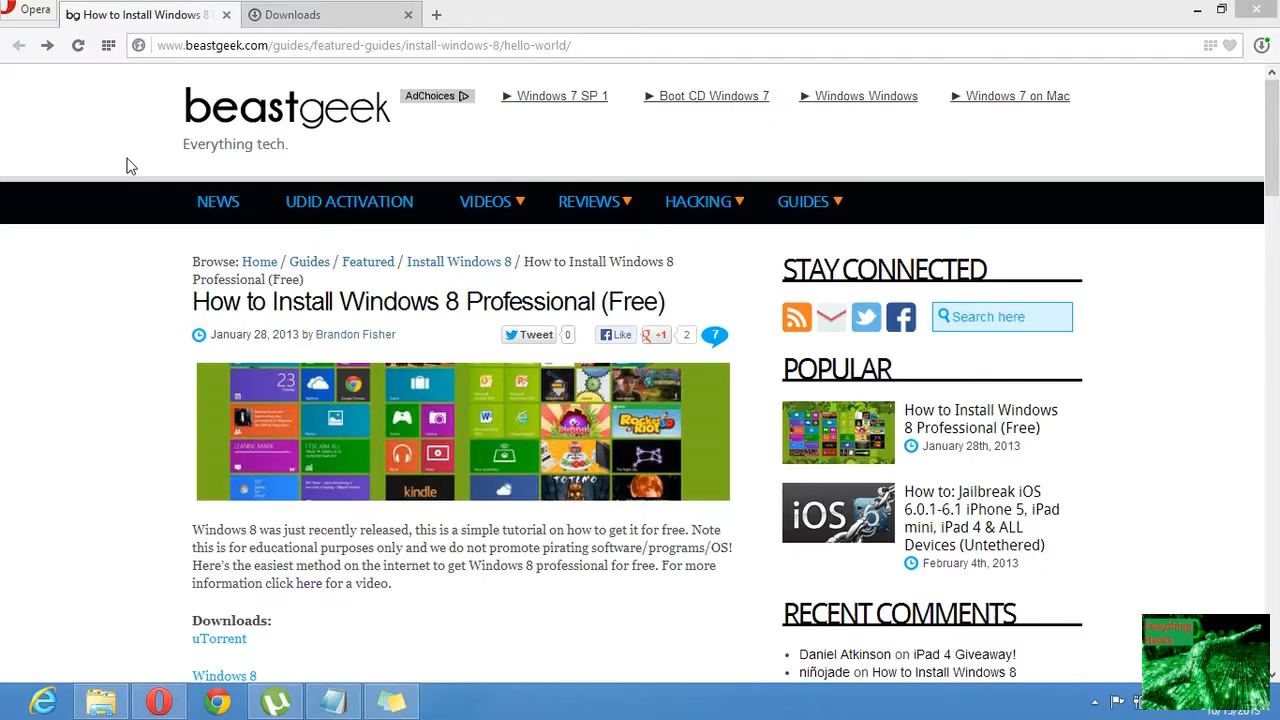 Opera
bg How to Install Windows 8
Downloads
www.beastgeek.com/guides/featured-guides/install-windows-8/hello-world/
beastgeek
AdChoices
► Windows 7 SP 1
► Boot CD Windows 7
► Windows Windows
► Windows 7 on Mac
Everything tech.
NEWS
UDID ACTIVATION
VIDEOS
REVIEWS
HACKING
GUIDES
Browse: Home / Guides / Featured / Install Windows 8 / How to Install Windows 8
Professional (Free)
How to Install Windows 8 Professional (Free)
January 28, 2013 by Brandon Fisher
Tweet 0
Like
+1 2
7
23
kindle
Windows 8 was just recently released, this is a simple tutorial on how to get it for free. Note
this is for educational purposes only and we do not promote pirating software/programs/OS!
Here's the easiest method on the internet to get Windows 8 professional for free. For more
information click here for a video.
Downloads:
uTorrent
Windows 8
STAY CONNECTED
Search here
POPULAR
How to Install Windows
8 Professional (Free)
January 28th, 2013
iOS
How to: Jailbreak iOS
6.0.1-6.1 iPhone 5, iPad
mini, iPad 4 & ALL
Devices (Untethered)
February 4th, 2013
RECENT COMMENTS
Daniel Atkinson on iPad 4 Giveaway!
niñojade on How to Install Windows 8
Everything
Hacks